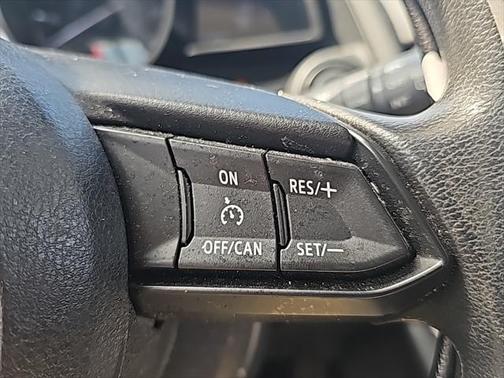 ON RES/+
OFF/CAN SET/−